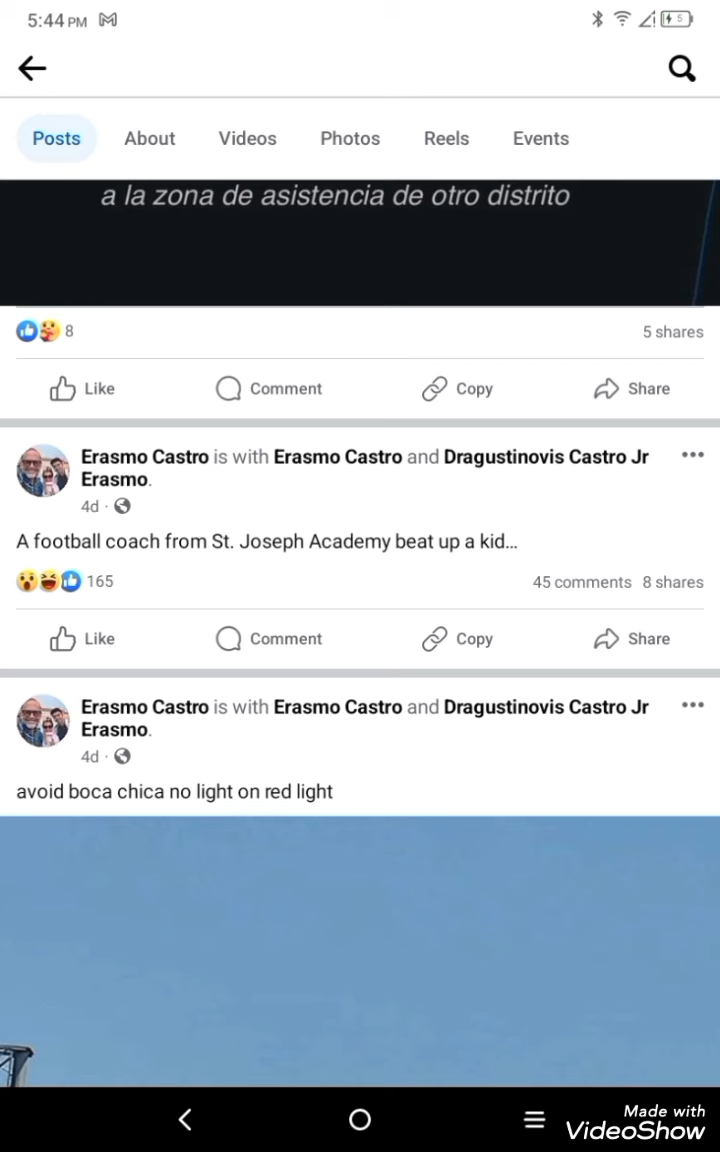 5:44 PM
5
Posts About Videos Photos Reels Events
a la zona de asistencia de otro distrito
8 5 shares
Like Comment Copy Share
Erasmo Castro is with Erasmo Castro and Dragustinovis Castro Jr
Erasmo.
4d ·
A football coach from St. Joseph Academy beat up a kid...
165 45 comments 8 shares
Like Comment Copy Share
Erasmo Castro is with Erasmo Castro and Dragustinovis Castro Jr
Erasmo.
4d ·
avoid boca chica no light on red light
Made with
VideoShow